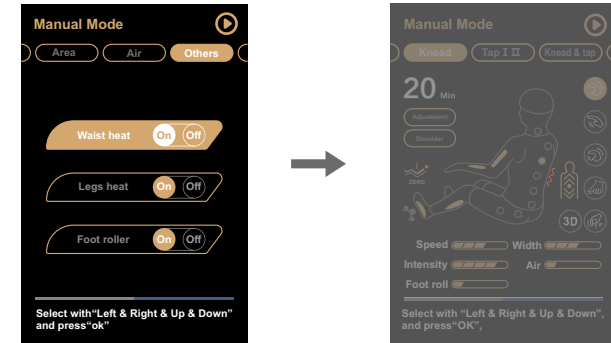 Manual Mode
Area
Air
Others
Waist heat
On
Off
Legs heat
On
Off
Foot roller
On
Off
Select with“Left & Right & Up & Down”
and press“ok”
Manual Mode
Knead
Tap I II
Knead & tap
20 Min
Adjustment
Shoulder
ZERO
3D
Speed
Width
Intensity
Air
Foot roll
Select with “Left & Right & Up & Down”,
and press“OK”,